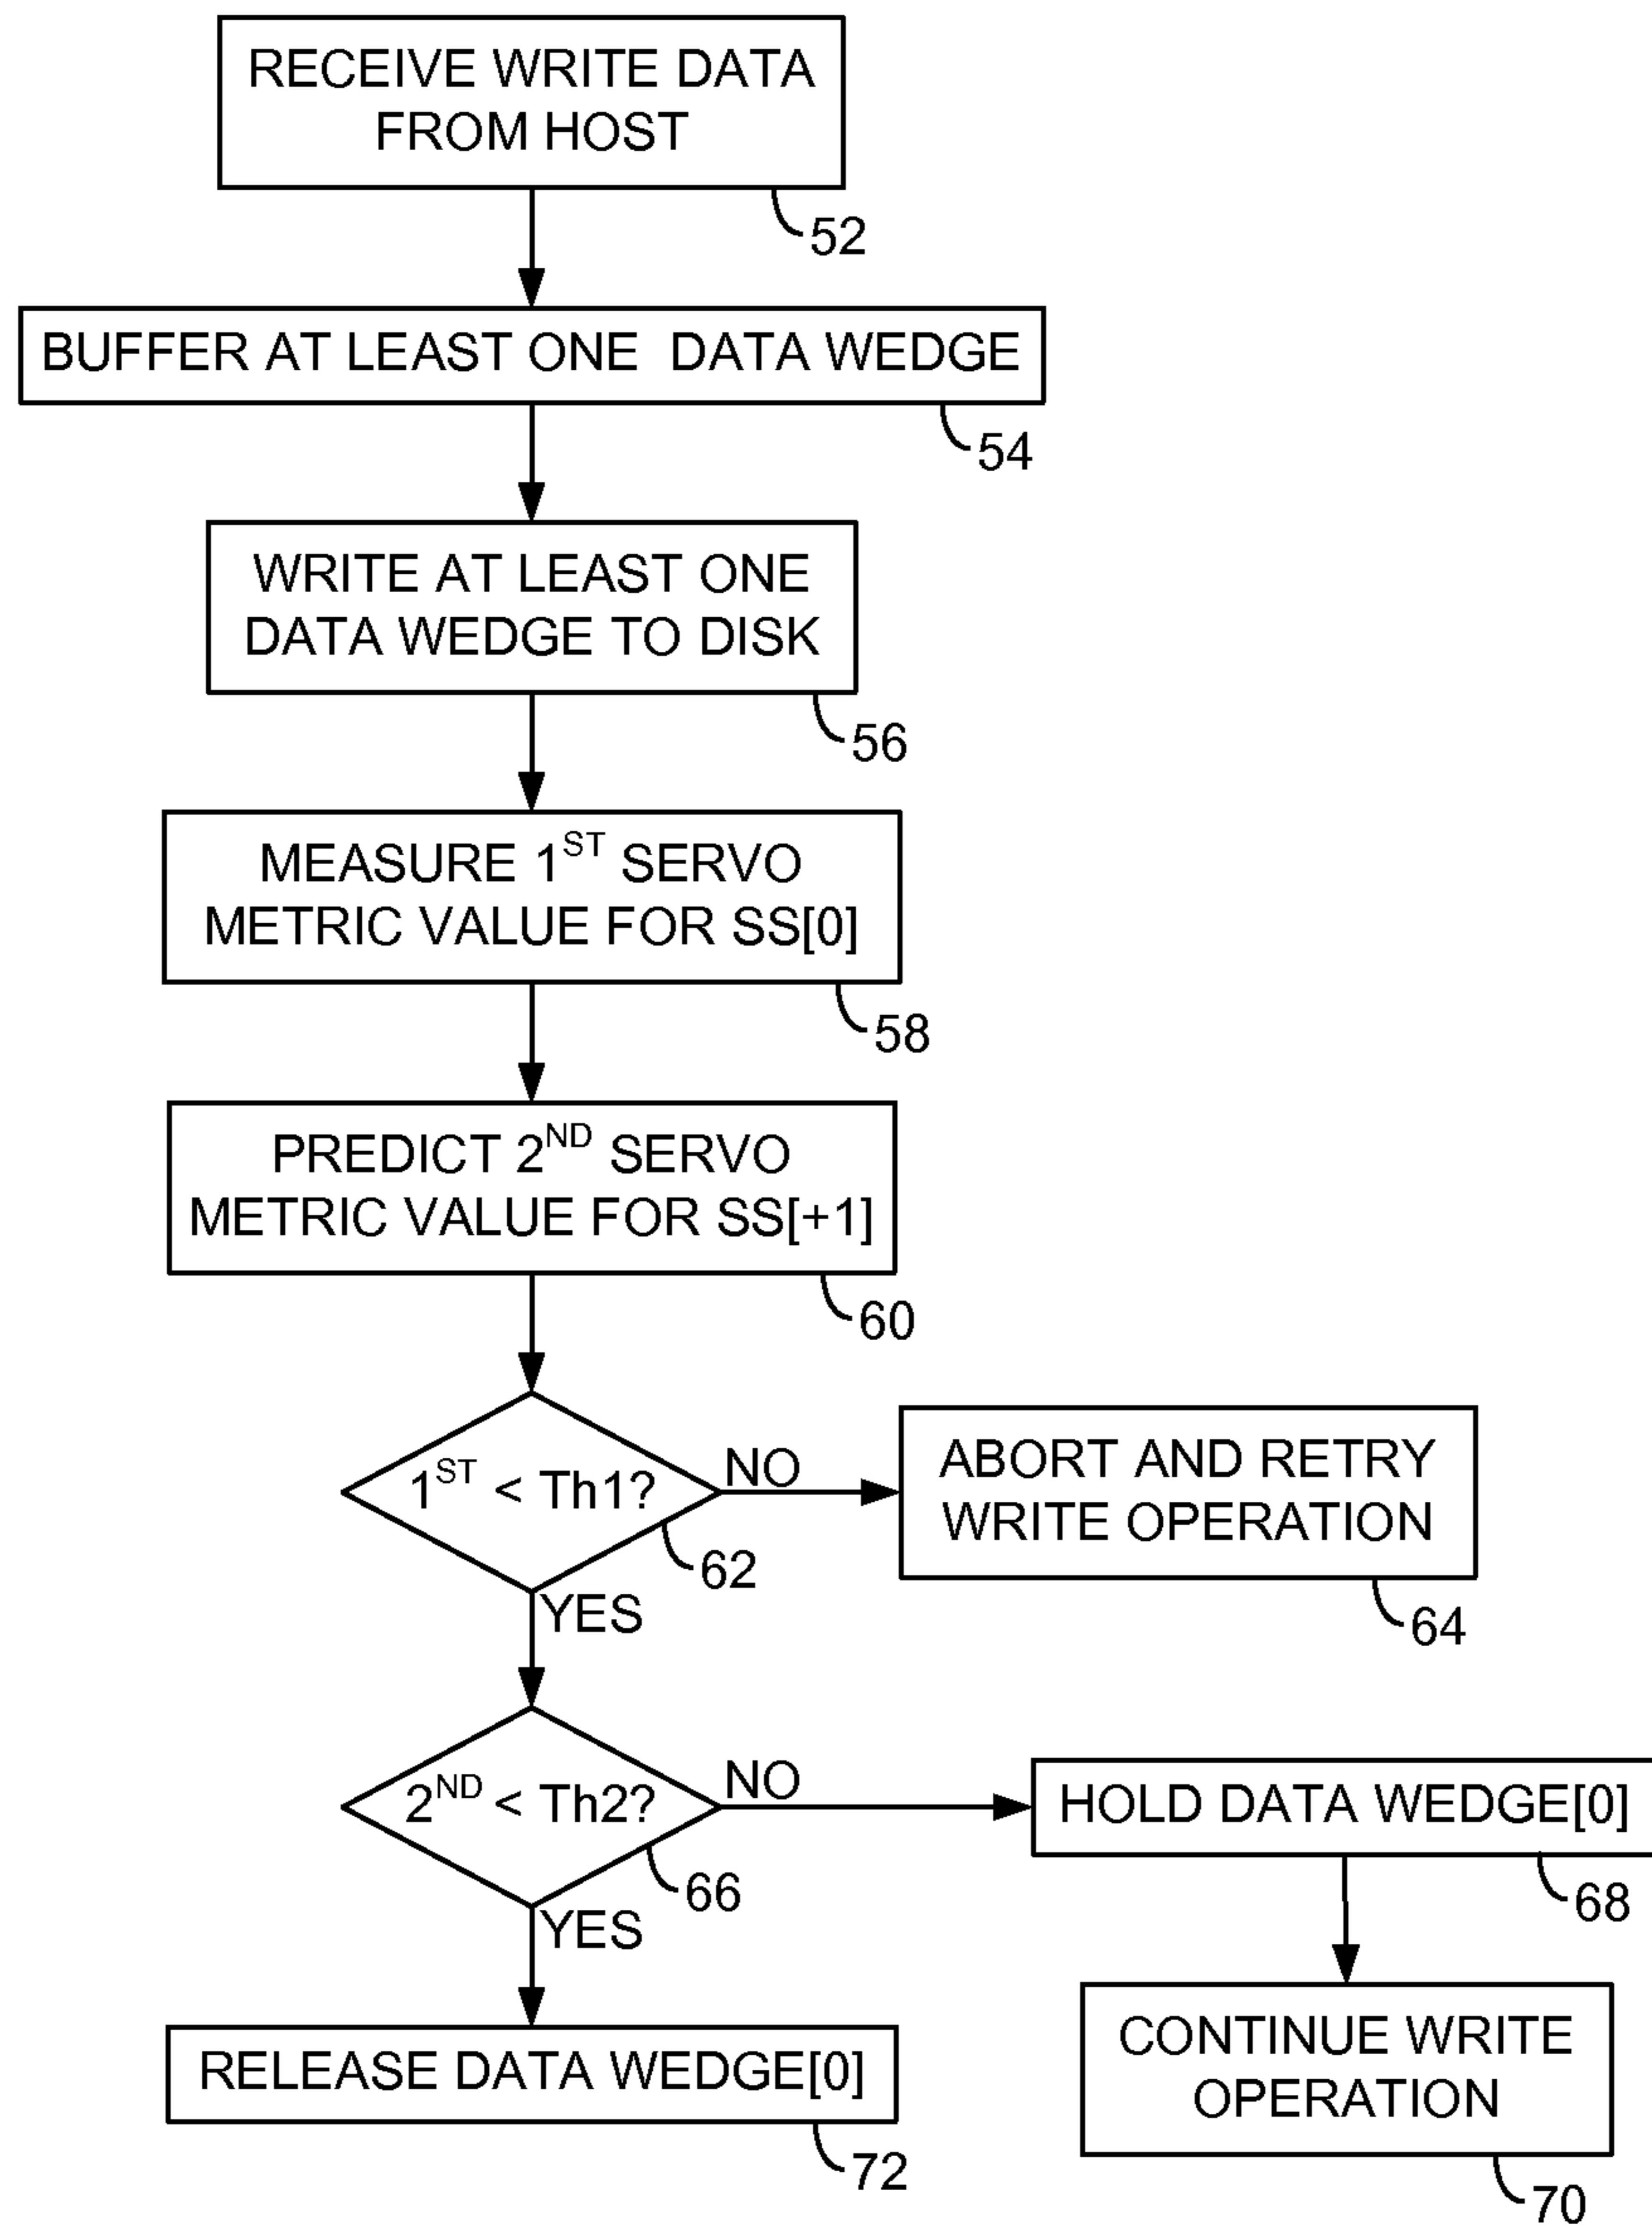 RECEIVE WRITE DATA
FROM HOST
52
BUFFER AT LEAST ONE DATA WEDGE
54
WRITE AT LEAST ONE
DATA WEDGE TO DISK
56
MEASURE 1ST SERVO
METRIC VALUE FOR SS[0]
58
PREDICT 2ND SERVO
METRIC VALUE FOR SS[+1]
60
1ST < Th1?
NO
62
YES
ABORT AND RETRY
WRITE OPERATION
64
2ND < Th2?
NO
66
YES
HOLD DATA WEDGE[0]
68
CONTINUE WRITE
OPERATION
70
RELEASE DATA WEDGE[0]
72